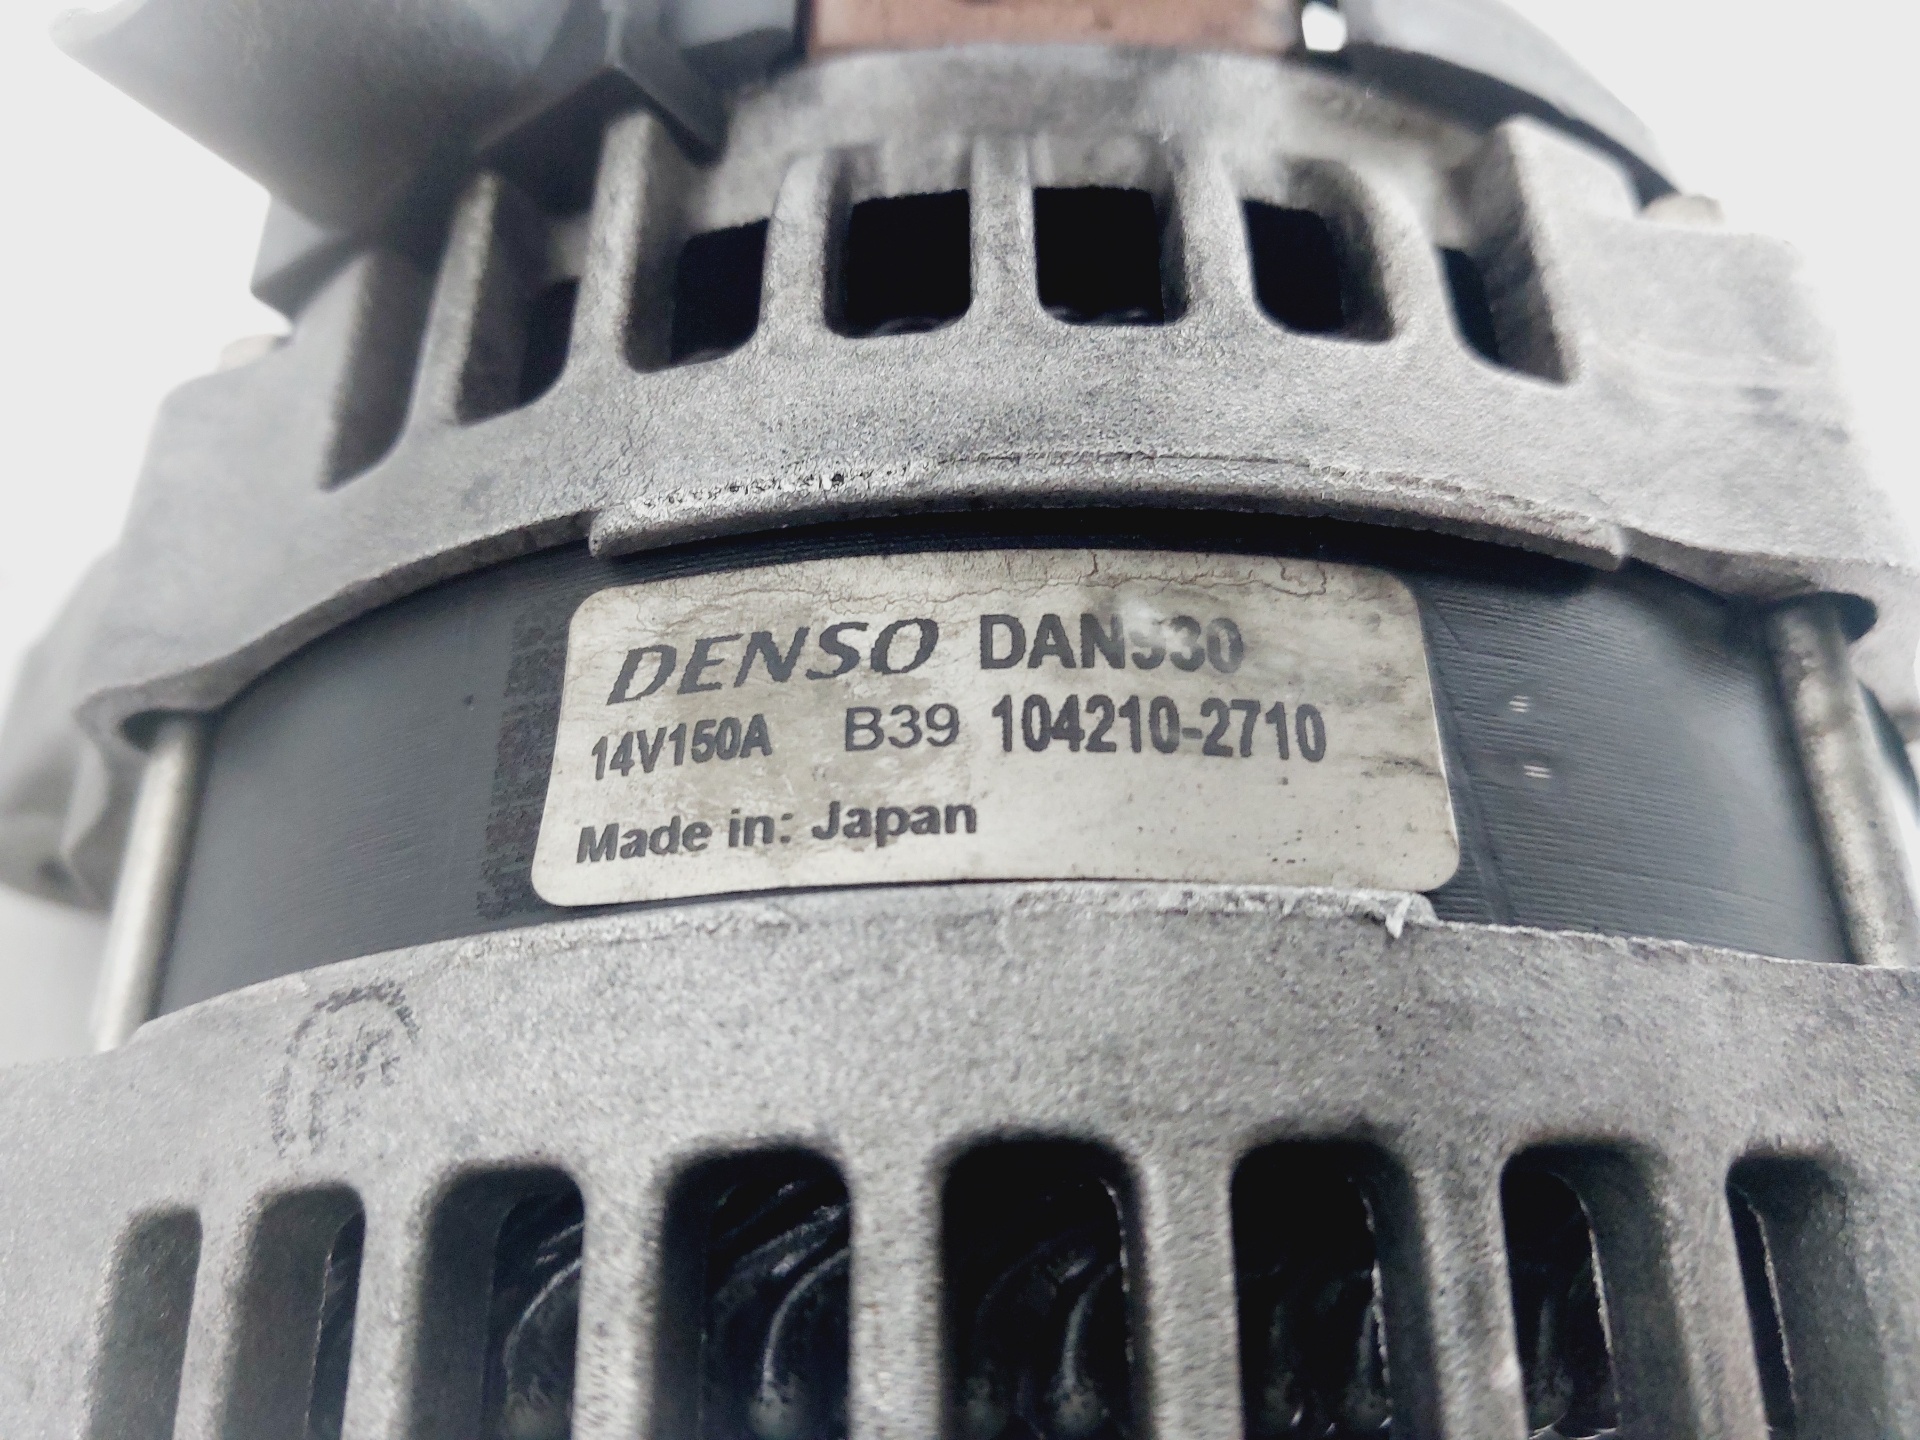 DENSO DAN930
14V150A B39 104210-2710
Made in: Japan